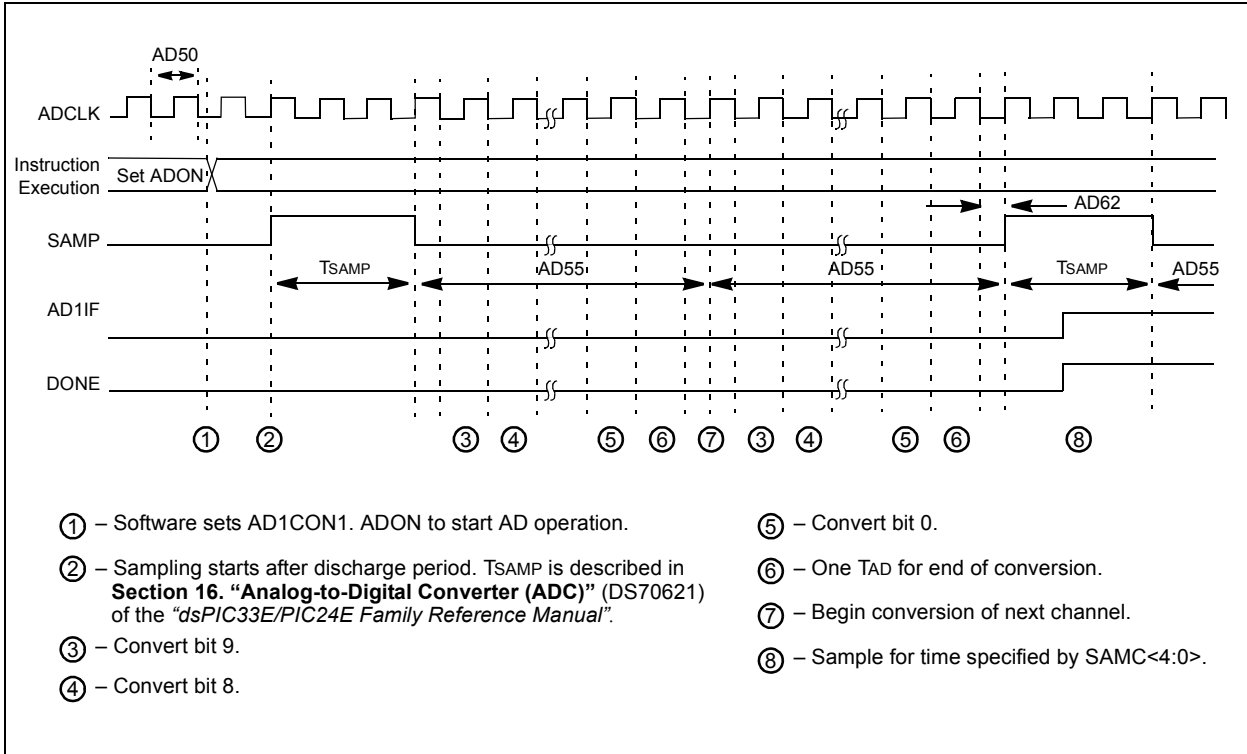 AD50
ADCLK
Instruction
Execution
Set ADON
AD62
SAMP
TSAMP
AD55
AD55
TSAMP
AD55
AD1IF
DONE
① ② ③ ④ ⑤ ⑥ ⑦ ③ ④ ⑤ ⑥ ⑧
① – Software sets AD1CON1. ADON to start AD operation.
② – Sampling starts after discharge period. TSAMP is described in
Section 16. “Analog-to-Digital Converter (ADC)” (DS70621)
of the “dsPIC33E/PIC24E Family Reference Manual”.
③ – Convert bit 9.
④ – Convert bit 8.
⑤ – Convert bit 0.
⑥ – One TAD for end of conversion.
⑦ – Begin conversion of next channel.
⑧ – Sample for time specified by SAMC<4:0>.